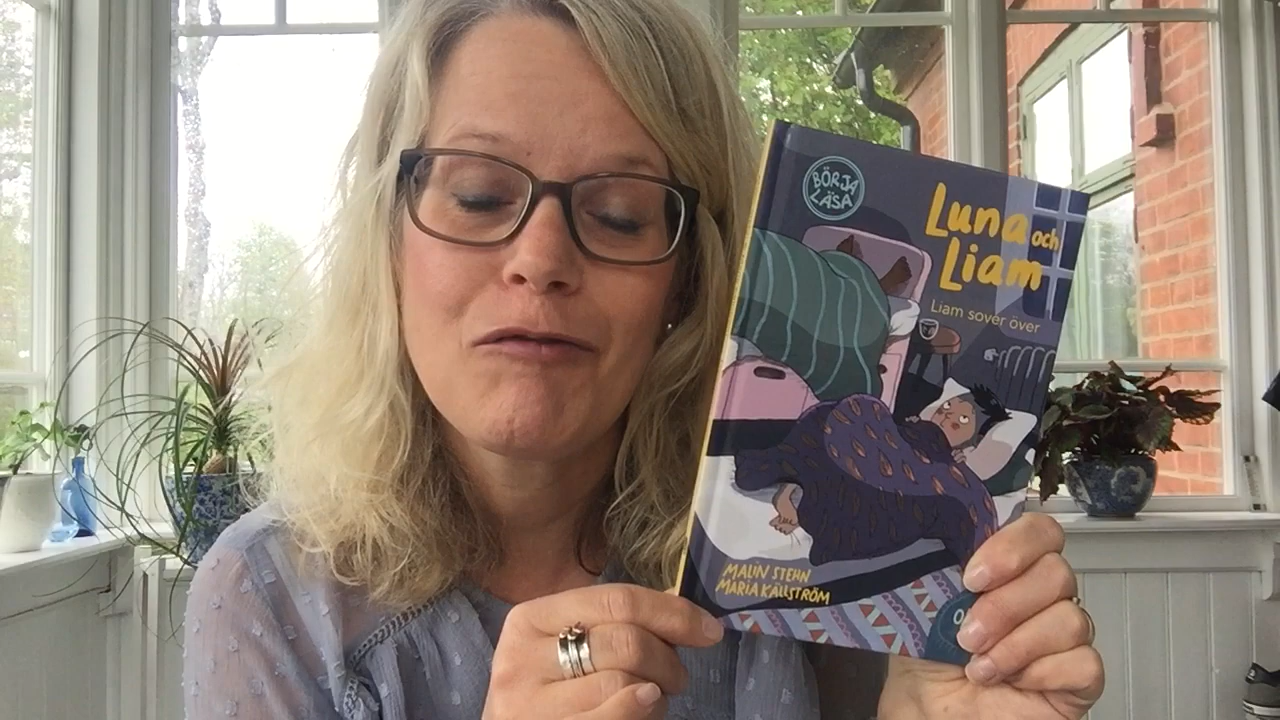 BÖRJA
LÄSA
Luna och
Liam
Liam sover över
MALIN STEHN
MARIA KÄLLSTRÖM